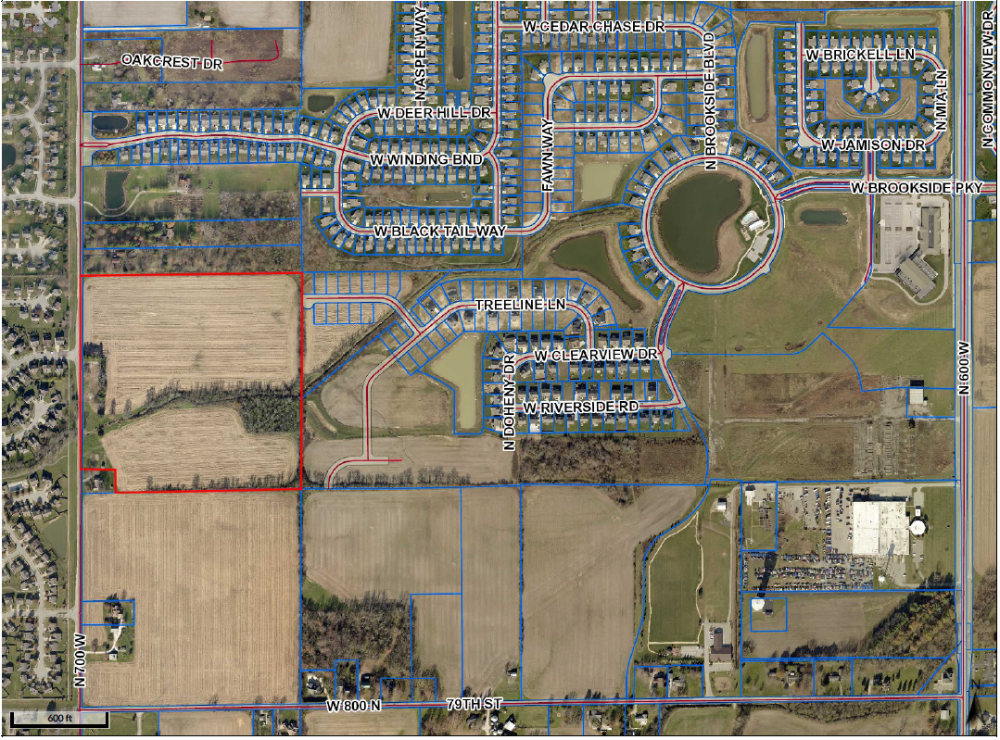 W CEDAR CHASE DR
N ASPEN WAY
N BROOKSIDE BLVD
W BRICKELL LN
N MIA LN
N COMMONVIEW DR
OAKCREST DR
W DEER HILL DR
W WINDING BND
FAWN WAY
W JAMISON DR
W BROOKSIDE PKY
W BLACK TAIL WAY
TREELINE LN
W CLEARVIEW DR
N DOHENY DR
W RIVERSIDE RD
N 600 W
N 700 W
W 800 N
79TH ST
600 ft